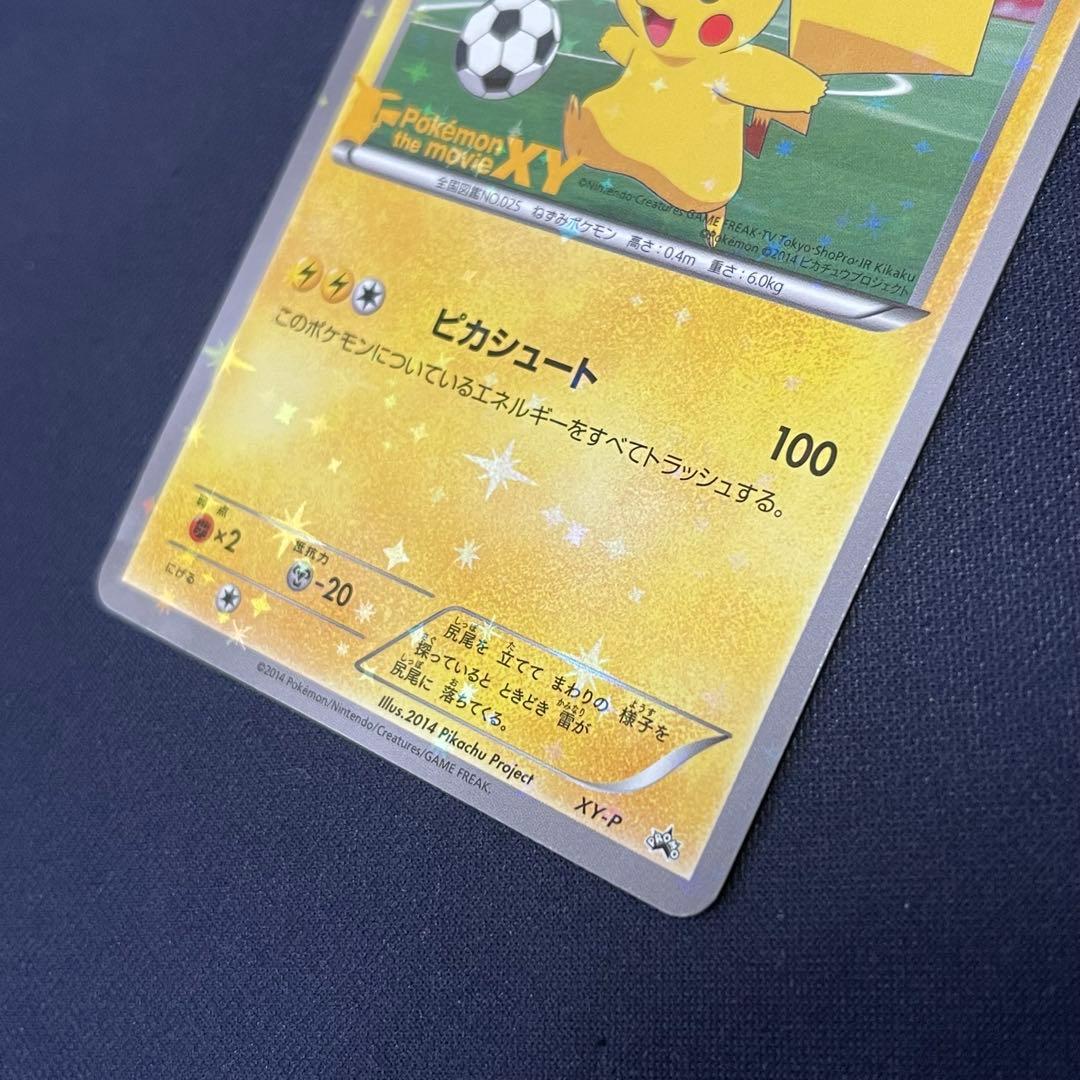 Pokémon
the movie XY
©Nintendo·Creatures·GAME FREAK·TV Tokyo·ShoPro·JR Kikaku
©Pokémon ©2014 ピカチュウプロジェクト
全国図鑑NO.025 ねずみポケモン 高さ:0.4m 重さ:6.0kg
ピカシュート 100
このポケモンについているエネルギーをすべてトラッシュする。
弱点
×2
抵抗力
-20
にげる
尻尾を 立てて まわりの 様子を
探っていると ときどき 雷が
尻尾に 落ちてくる。
Illus.2014 Pikachu Project
©2014 Pokémon/Nintendo/Creatures/GAME FREAK.
XY-P
PROMO